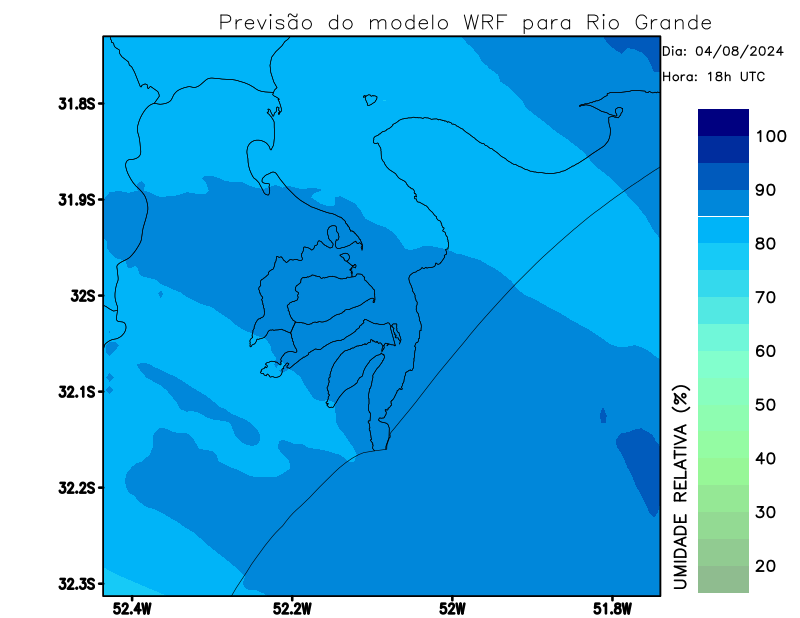 Previsão do modelo WRF para Rio Grande
Dia: 04/08/2024
Hora: 18h UTC
31.8S
31.9S
32S
32.1S
32.2S
32.3S
52.4W
52.2W
52W
51.8W
100
90
80
70
60
50
40
30
20
UMIDADE RELATIVA (%)